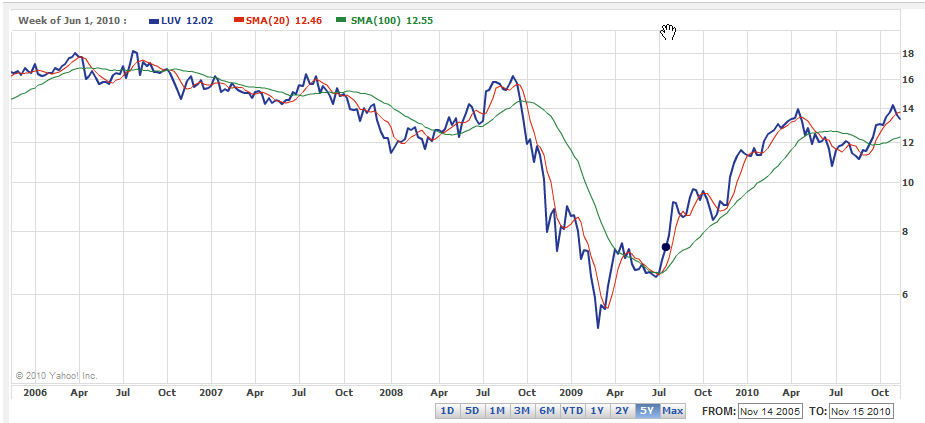 Week of Jun 1, 2010 : LUV 12.02 SMA(20) 12.46 SMA(100) 12.55
18
16
14
12
10
8
6
© 2010 Yahoo! Inc.
2006 Apr Jul Oct 2007 Apr Jul Oct 2008 Apr Jul Oct 2009 Apr Jul Oct 2010 Apr Jul Oct
1D 5D 1M 3M 6M YTD 1Y 2Y 5Y Max FROM: Nov 14 2005 TO: Nov 15 2010